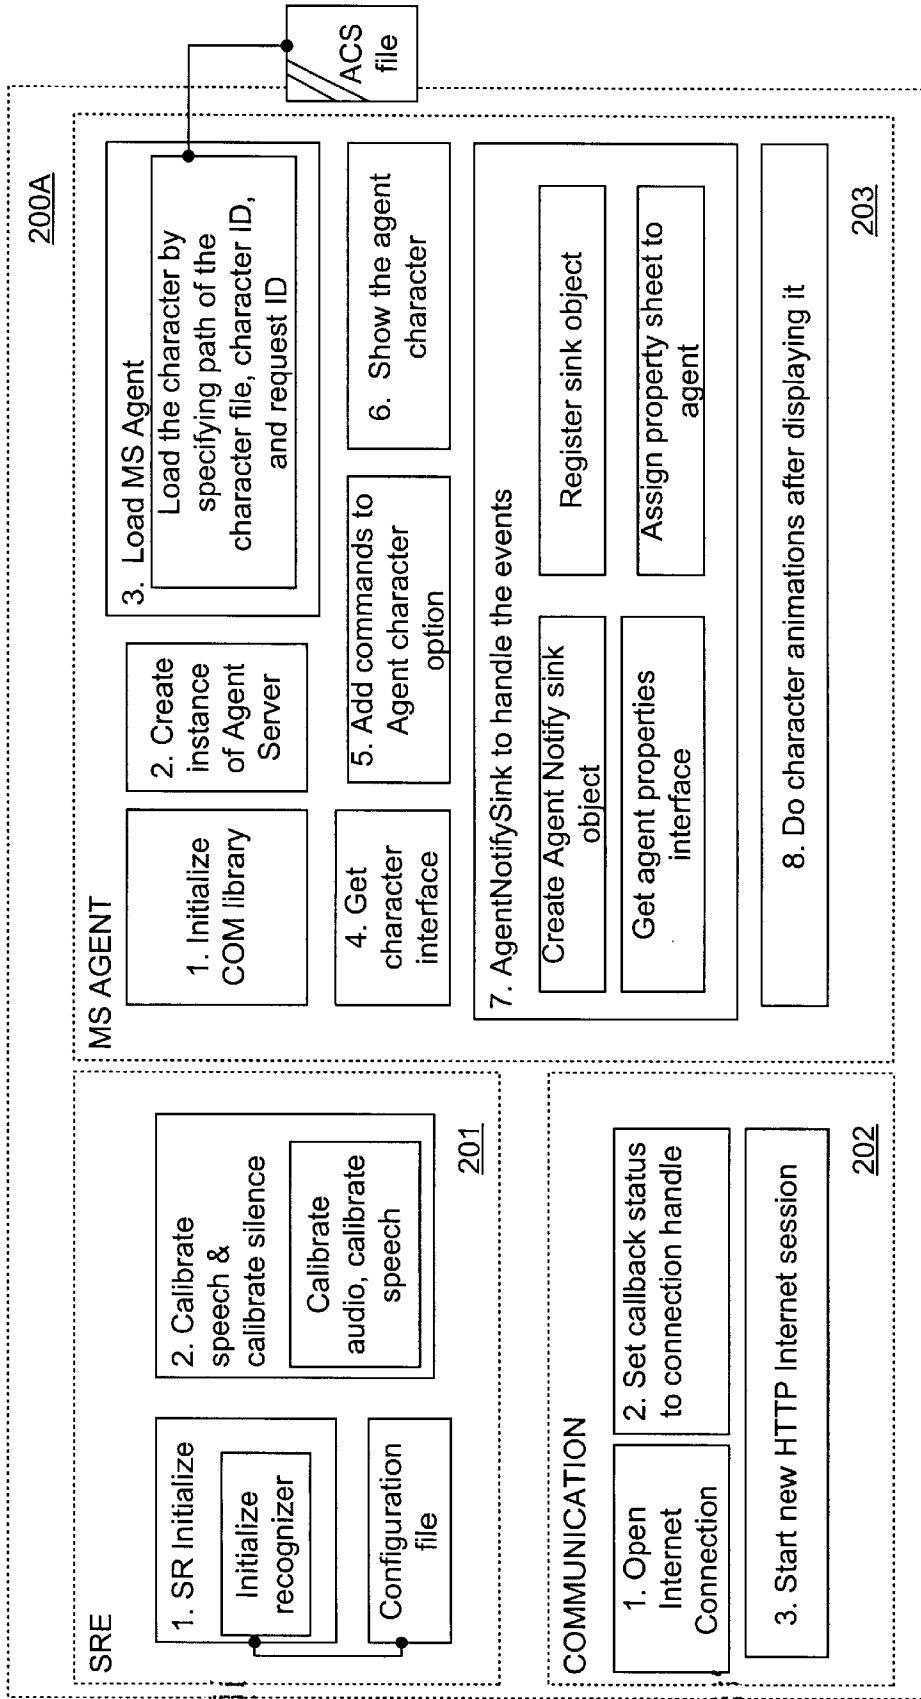 200A
SRE
1. SR Initialize
Initialize
recognizer
Configuration
file
2. Calibrate
speech &
calibrate silence
Calibrate
audio, calibrate
speech
201
COMMUNICATION
1. Open
Internet
Connection
2. Set callback status
to connection handle
3. Start new HTTP Internet session
202
MS AGENT
1. Initialize
COM library
2. Create
instance
of Agent
Server
3. Load MS Agent
Load the character by
specifying path of the
character file, character ID,
and request ID
ACS
file
4. Get
character
interface
5. Add commands to
Agent character
option
6. Show the agent
character
7. AgentNotifySink to handle the events
Create Agent Notify sink
object
Register sink object
Get agent properties
interface
Assign property sheet to
agent
8. Do character animations after displaying it
203